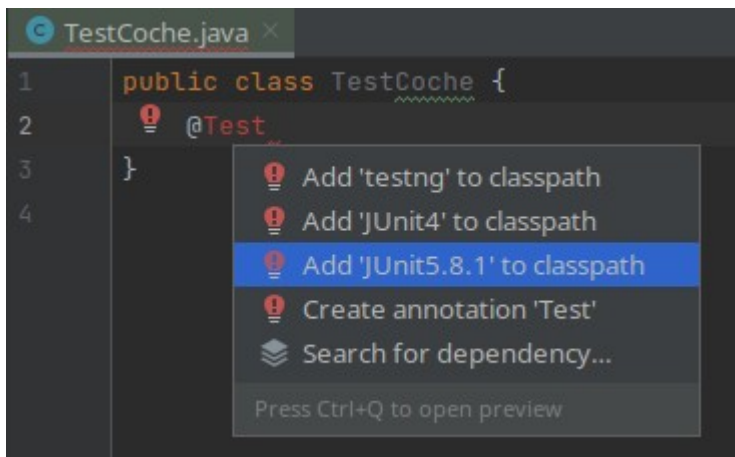 C TestCoche.java ×
1 public class TestCoche {
2 @Test
3 }
4
Add 'testng' to classpath
Add 'JUnit4' to classpath
Add 'JUnit5.8.1' to classpath
Create annotation 'Test'
Search for dependency...
Press Ctrl+Q to open preview